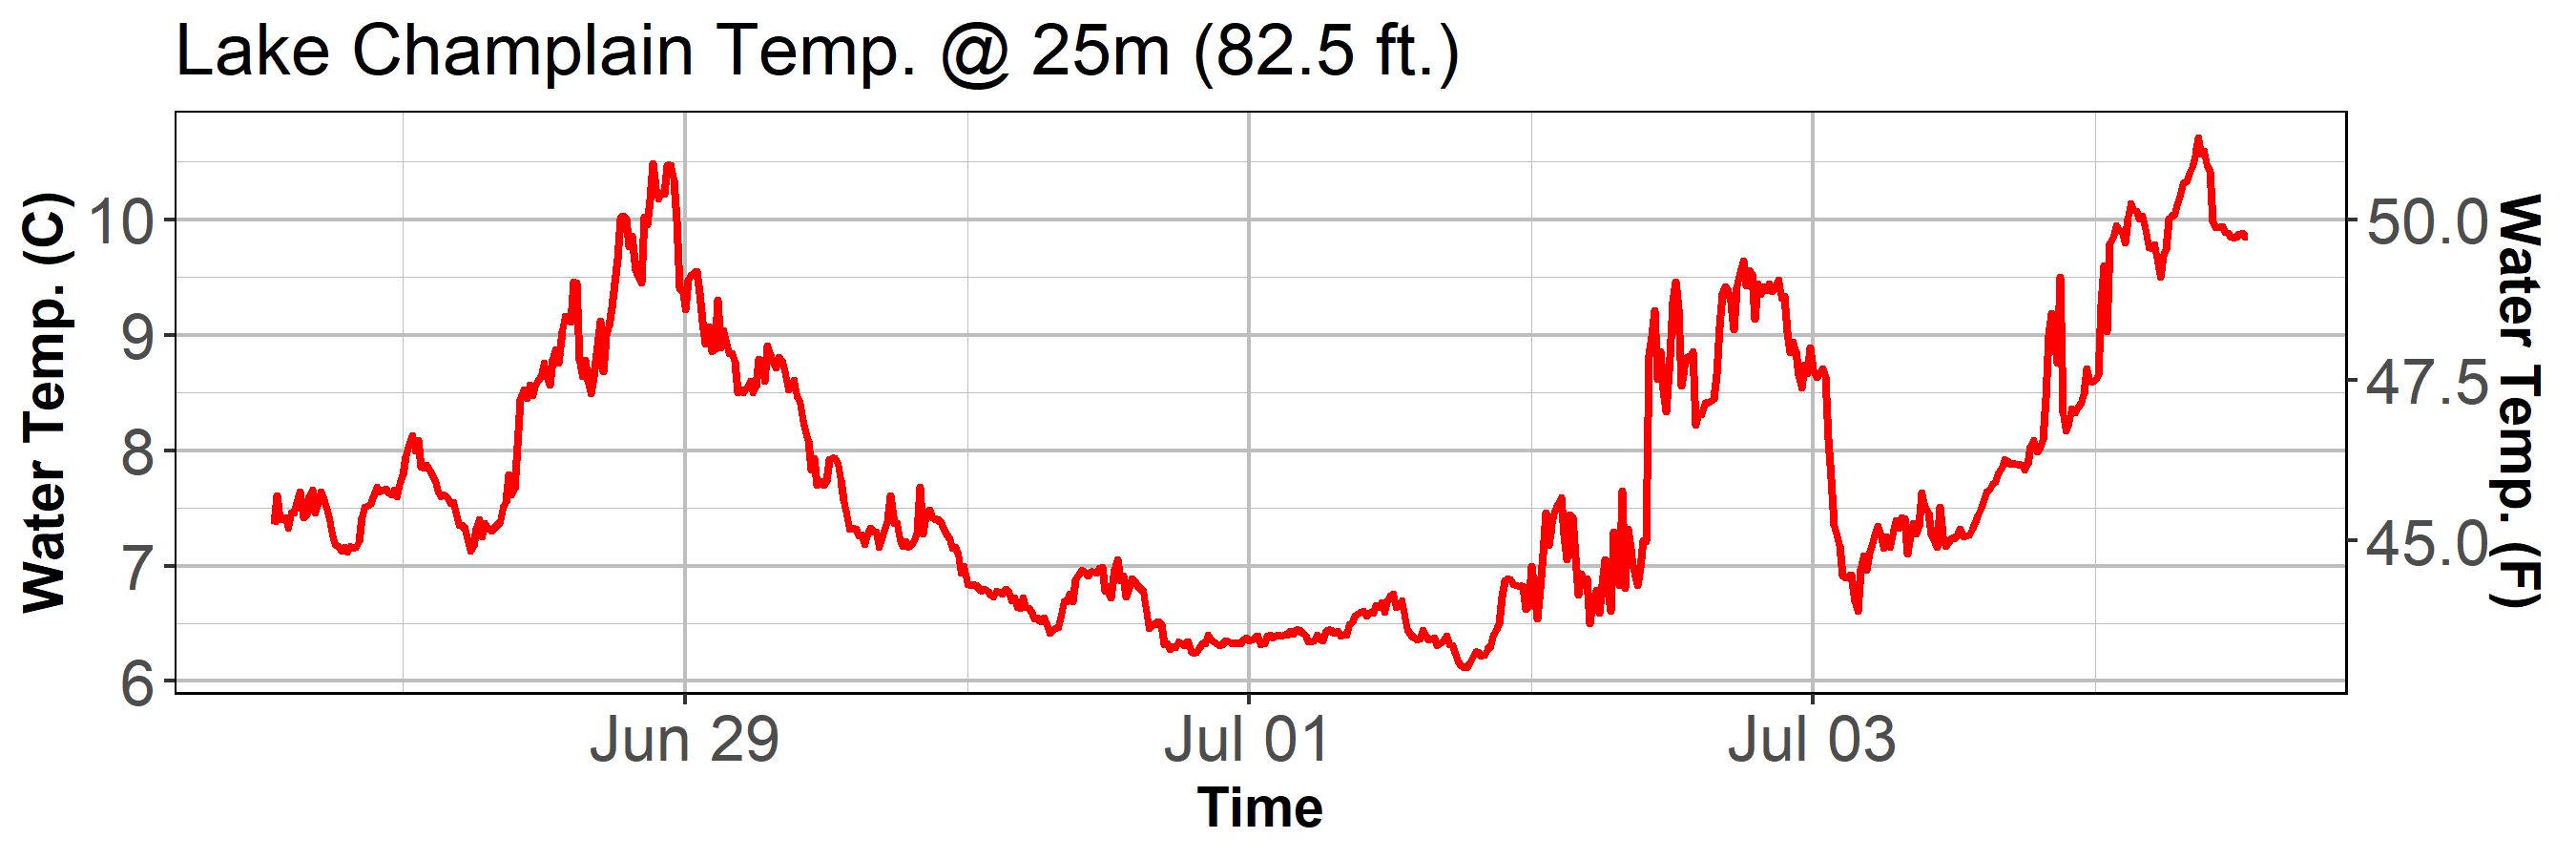 Lake Champlain Temp. @ 25m (82.5 ft.)
Water Temp. (C)
10
9
8
7
6
50.0
47.5
45.0
Water Temp. (F)
Jun 29
Jul 01
Jul 03
Time